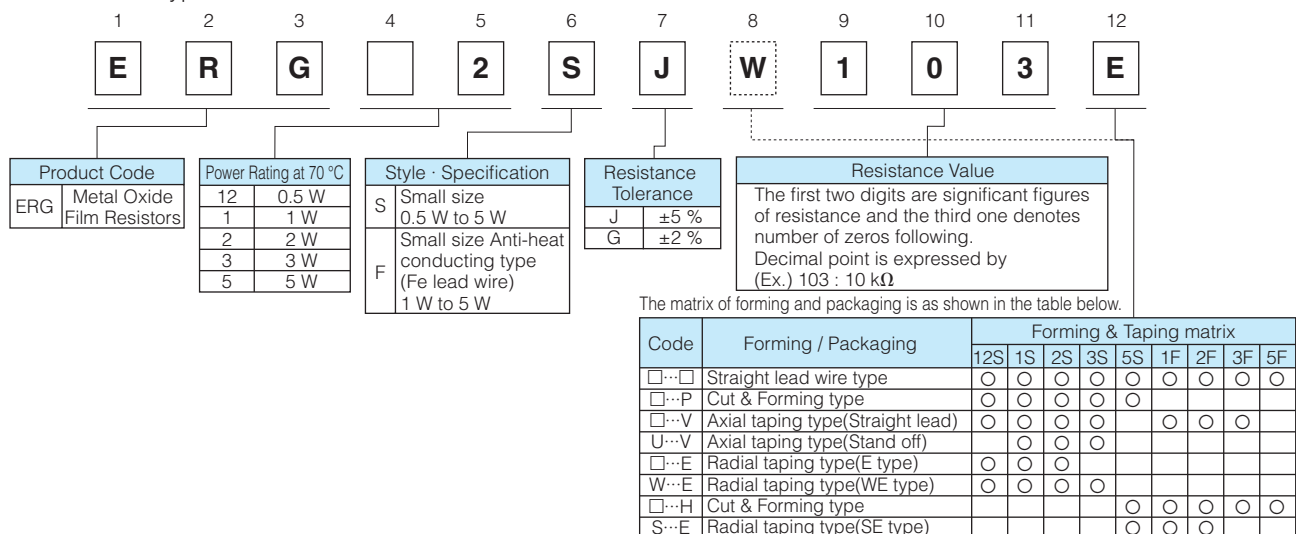 1 2 3 4 5 6 7 8 9 10 11 12
E R G 2 S J W 1 0 3 E
Product Code
ERG Metal Oxide Film Resistors
Power Rating at 70 °C
12 0.5 W
1 1 W
2 2 W
3 3 W
5 5 W
Style · Specification
S Small size
0.5 W to 5 W
F Small size Anti-heat
conducting type
(Fe lead wire)
1 W to 5 W
Resistance
Tolerance
J ±5 %
G ±2 %
Resistance Value
The first two digits are significant figures
of resistance and the third one denotes
number of zeros following.
Decimal point is expressed by
(Ex.) 103 : 10 kΩ
The matrix of forming and packaging is as shown in the table below.
Code Forming / Packaging Forming & Taping matrix
12S 1S 2S 3S 5S 1F 2F 3F 5F
□···□ Straight lead wire type ○ ○ ○ ○ ○ ○ ○ ○ ○
□···P Cut & Forming type ○ ○ ○ ○ ○
□···V Axial taping type(Straight lead) ○ ○ ○ ○ ○ ○ ○
U···V Axial taping type(Stand off) ○ ○ ○
□···E Radial taping type(E type) ○ ○ ○
W···E Radial taping type(WE type) ○ ○ ○ ○
□···H Cut & Forming type ○ ○ ○ ○ ○
S···E Radial taping type(SE type) ○ ○ ○